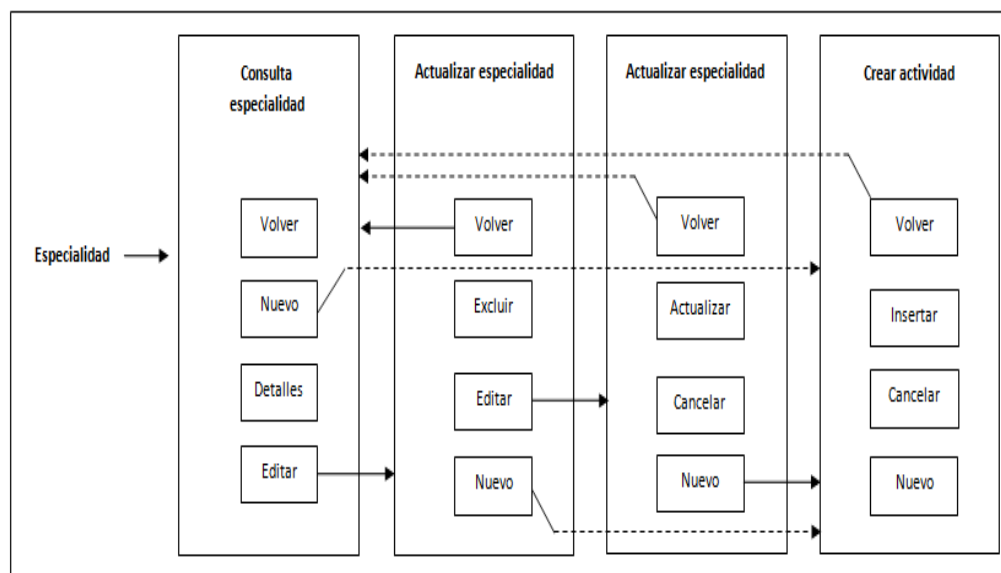 Especialidad
Consulta
especialidad
Volver
Nuevo
Detalles
Editar
Actualizar especialidad
Volver
Excluir
Editar
Nuevo
Actualizar especialidad
Volver
Actualizar
Cancelar
Nuevo
Crear actividad
Volver
Insertar
Cancelar
Nuevo